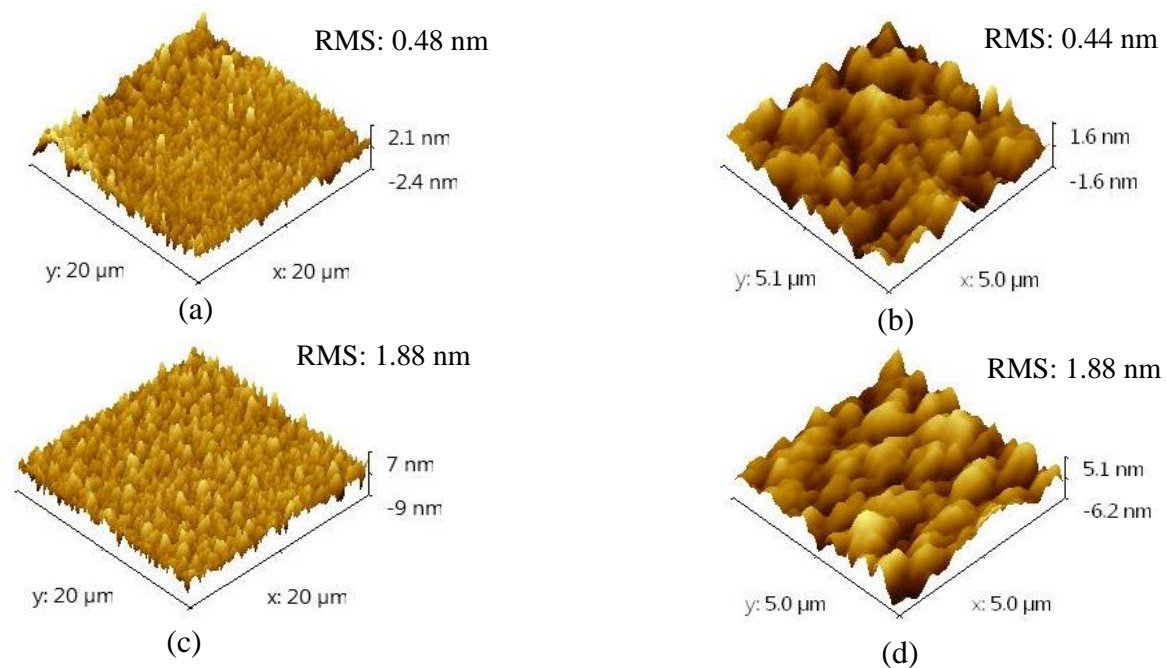 RMS: 0.48 nm
2.1 nm
-2.4 nm
y: 20 µm
x: 20 µm
(a)
RMS: 0.44 nm
1.6 nm
-1.6 nm
y: 5.1 µm
x: 5.0 µm
(b)
RMS: 1.88 nm
7 nm
-9 nm
y: 20 µm
x: 20 µm
(c)
RMS: 1.88 nm
5.1 nm
-6.2 nm
y: 5.0 µm
x: 5.0 µm
(d)